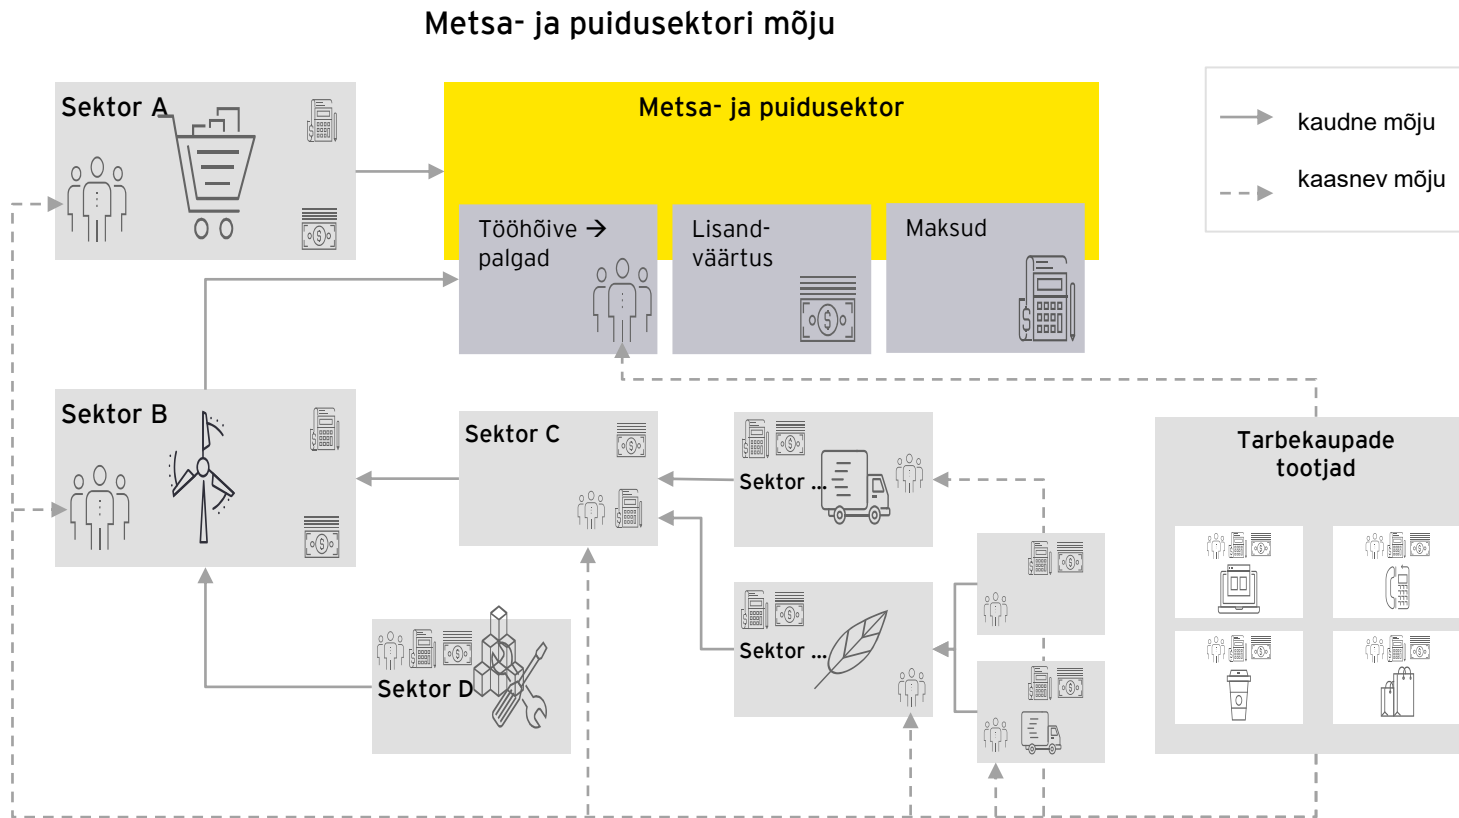 Metsa- ja puidusektori mõju
Sektor A
Metsa- ja puidusektor
kaudne mõju
kaasnev mõju
Tööhõive →
palgad
Lisand-
väärtus
Maksud
Sektor B
Sektor C
Sektor ...
Tarbekaupade
tootjad
Sektor ...
Sektor D